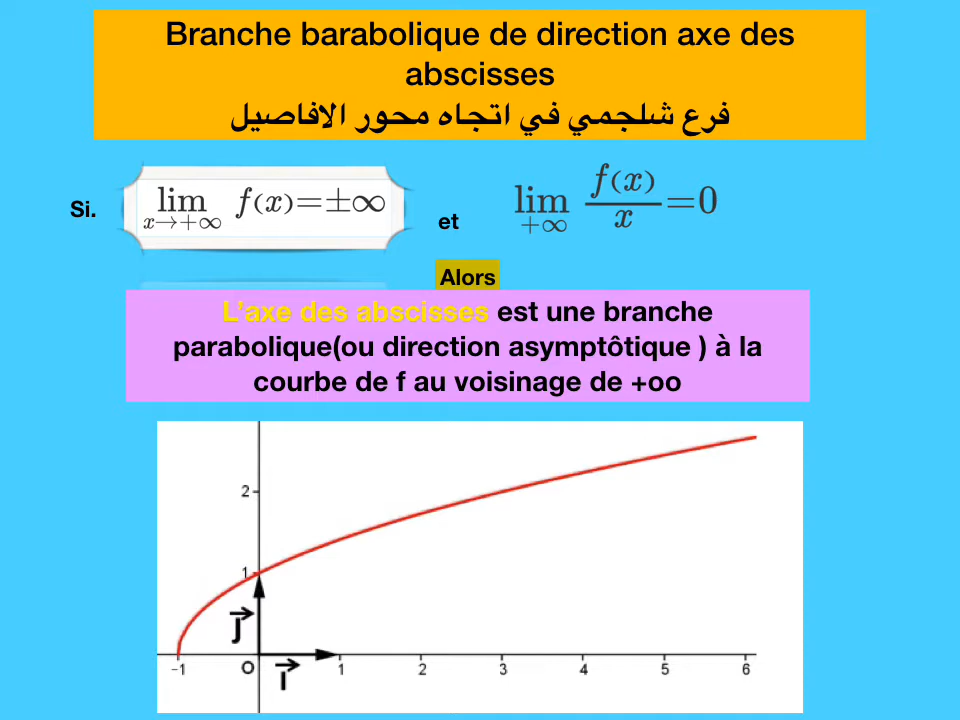 Branche barabolique de direction axe des
abscisses
فرع شلجمي في اتجاه محور الافاصيل
Si. lim f(x)=±∞ et lim f(x)/x=0
x→+∞ +∞
Alors
L'axe des abscisses est une branche
parabolique(ou direction asymptôtique ) à la
courbe de f au voisinage de +oo
2
1
J
-1 O I 1 2 3 4 5 6